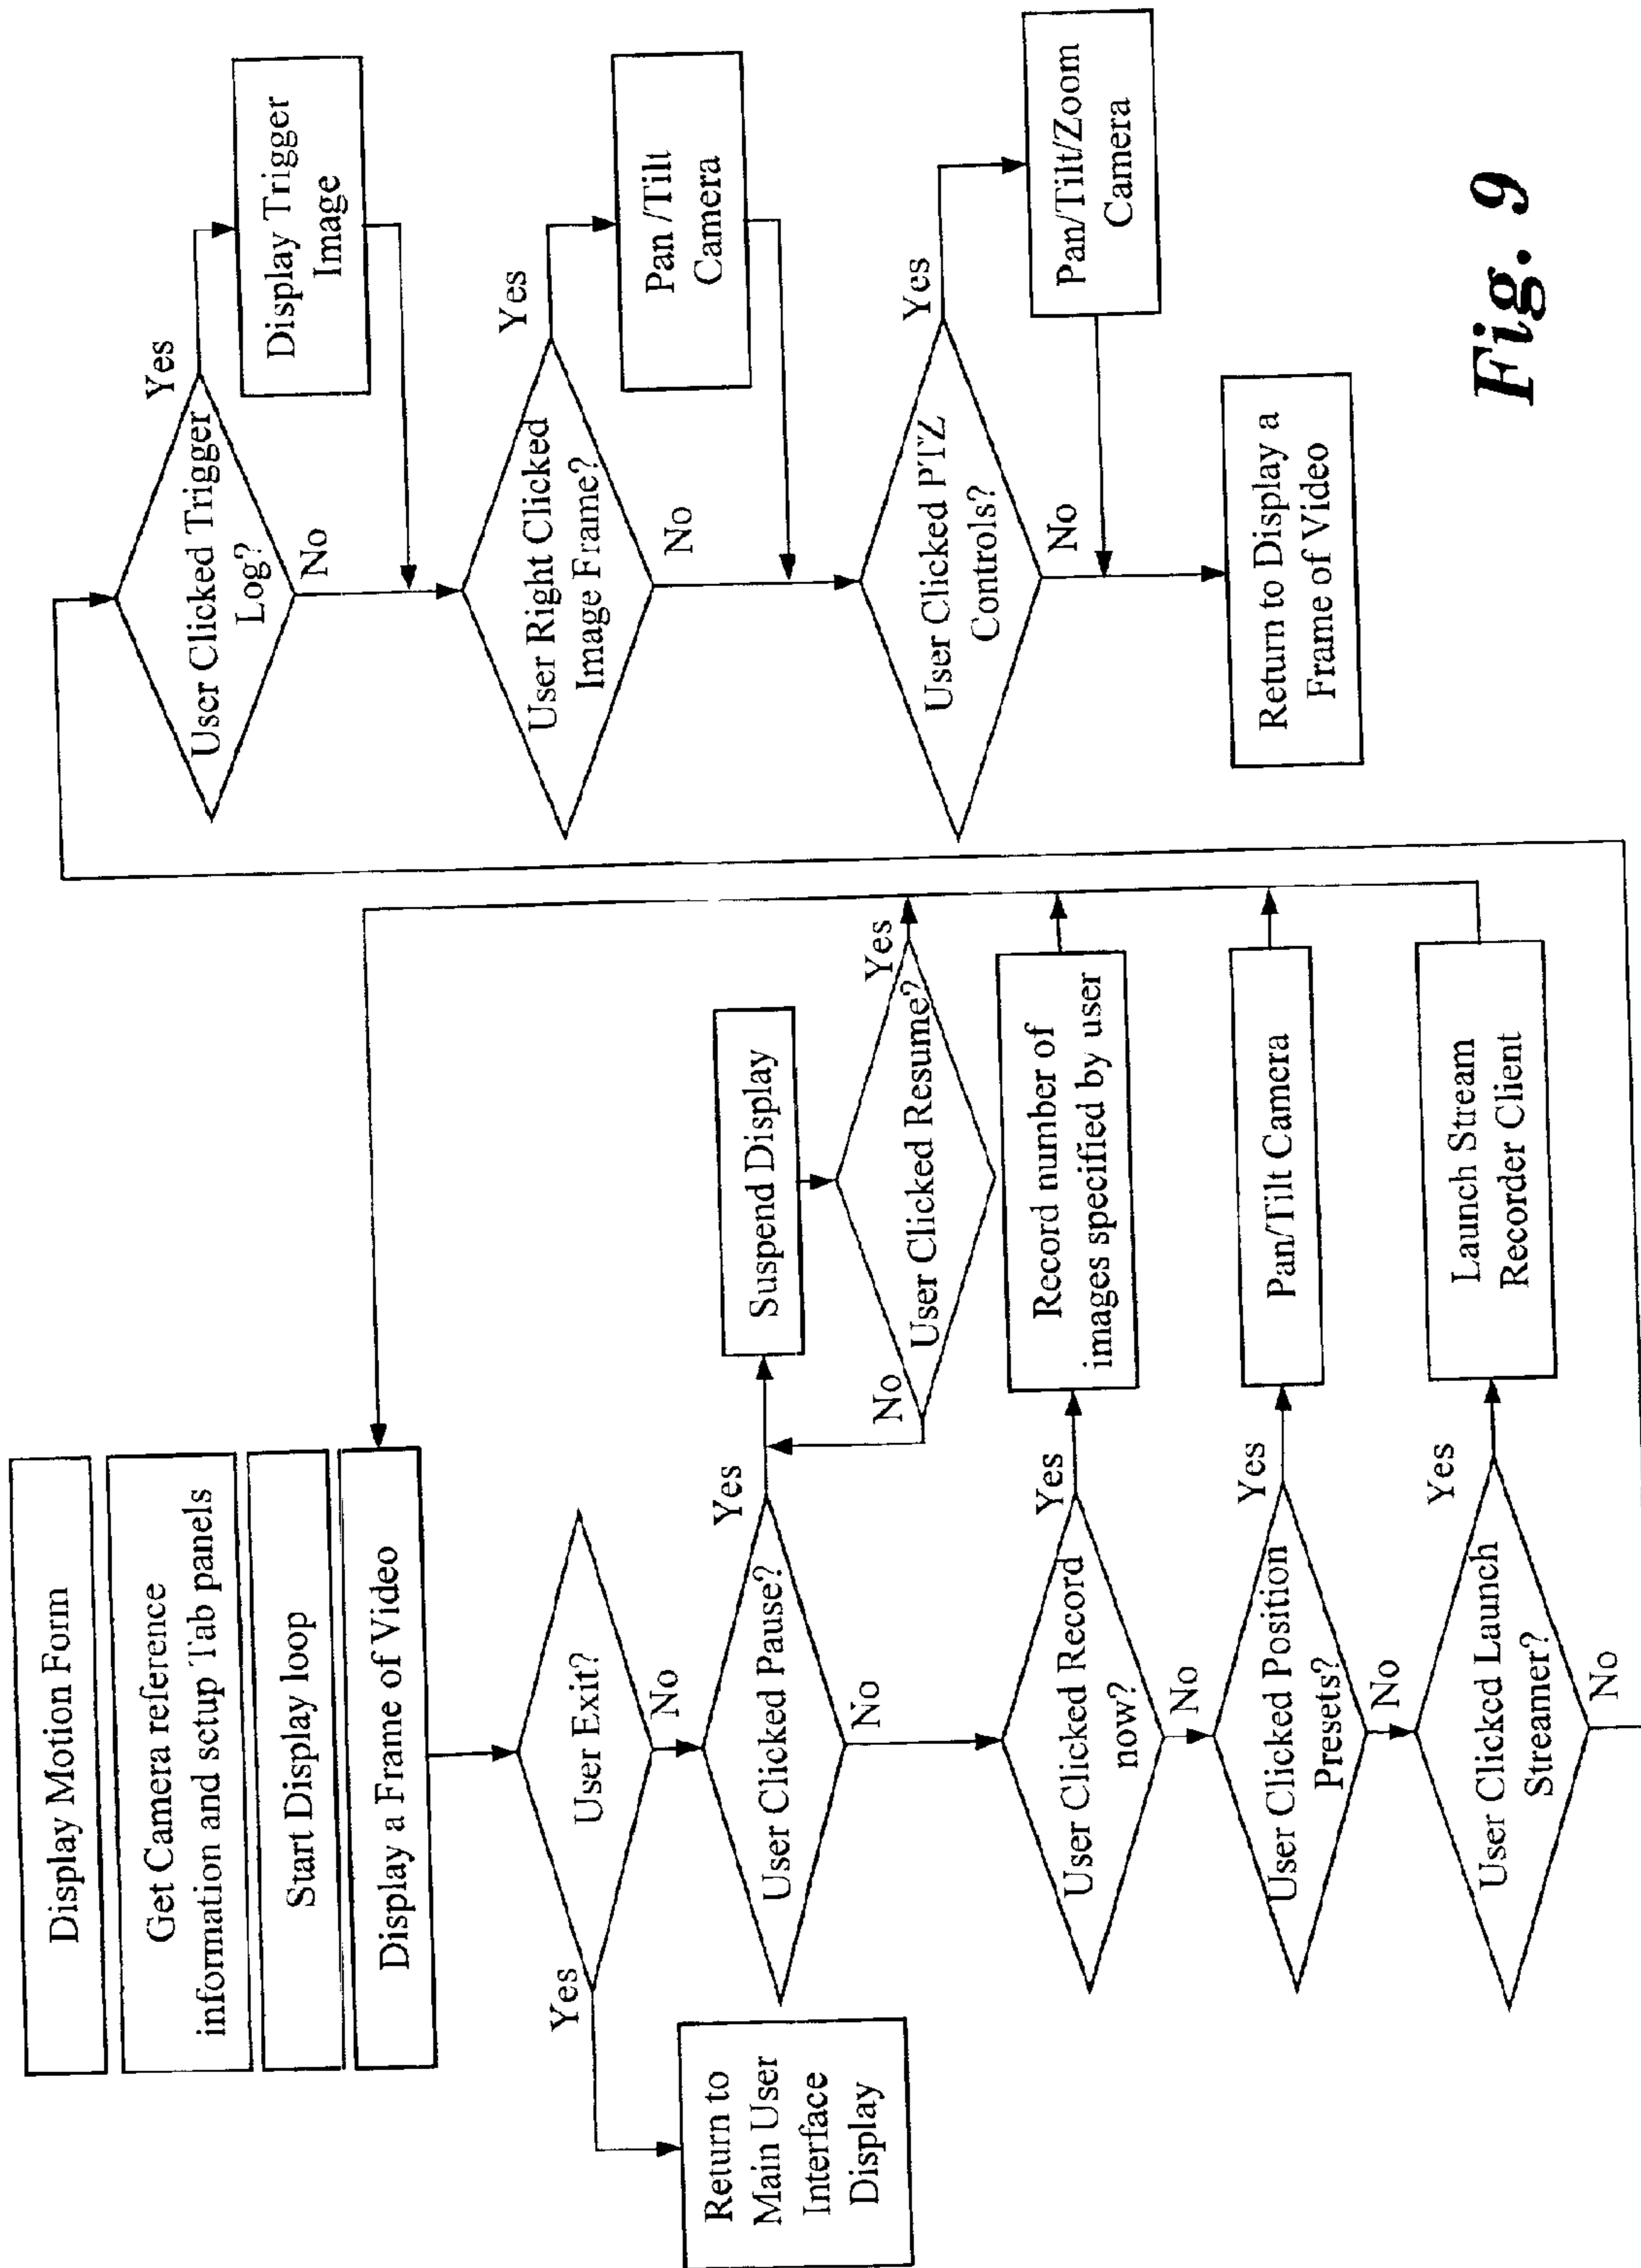 Display Motion Form
Get Camera reference
information and setup Tab panels
Start Display loop
Display a Frame of Video
User Exit?
Yes
No
Return to
Main User
Interface
Display
User Clicked Pause?
Yes
No
Suspend Display
User Clicked Resume?
Yes
No
User Clicked Record
now?
Yes
No
Record number of
images specified by user
User Clicked Position
Presets?
Yes
No
Pan/Tilt Camera
User Clicked Launch
Streamer?
Yes
No
Launch Stream
Recorder Client
User Clicked Trigger
Log?
Yes
No
Display Trigger
Image
User Right Clicked
Image Frame?
Yes
No
Pan /Tilt
Camera
User Clicked PTZ
Controls?
Yes
No
Pan/Tilt/Zoom
Camera
Return to Display a
Frame of Video
Fig. 9